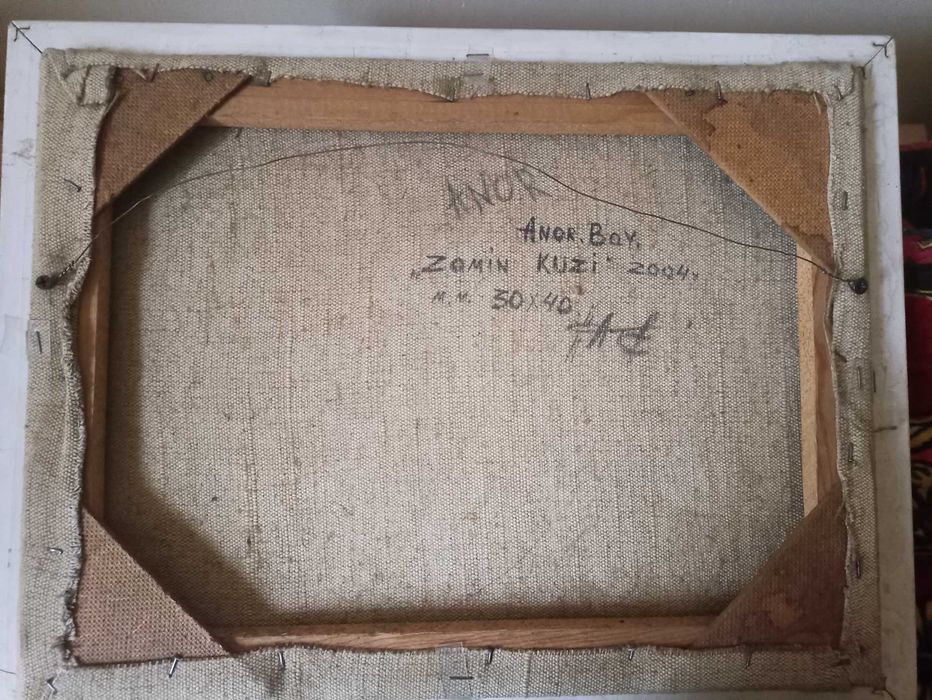 ANOR
ANOR. BOY.
„ZOMIN KUZI" 2004.
м.м. 30×40